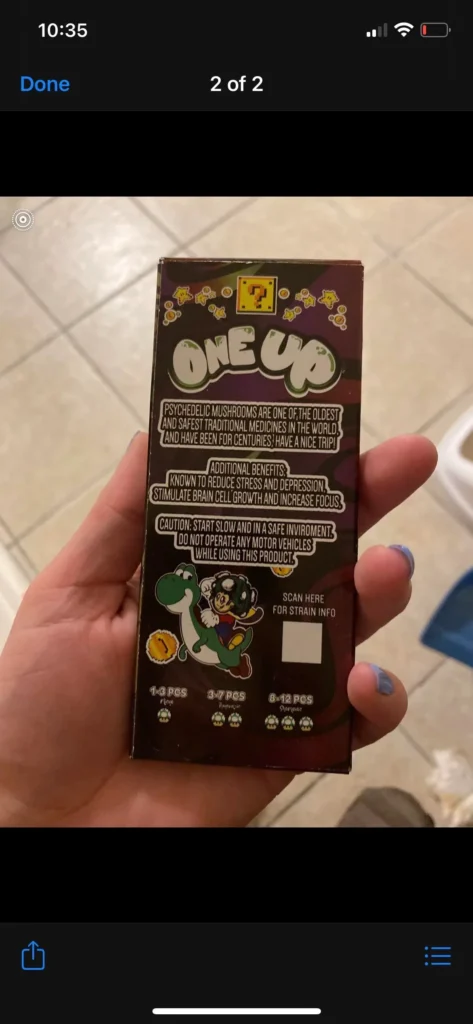 10:35
Done
2 of 2
?
ONE UP
PSYCHEDELIC MUSHROOMS ARE ONE OF THE OLDEST
AND SAFEST TRADITIONAL MEDICINES IN THE WORLD
AND HAVE BEEN FOR CENTURIES. HAVE A NICE TRIP!
ADDITIONAL BENEFITS:
KNOWN TO REDUCE STRESS AND DEPRESSION,
STIMULATE BRAIN CELL GROWTH AND INCREASE FOCUS.
CAUTION: START SLOW AND IN A SAFE INVIROMENT.
DO NOT OPERATE ANY MOTOR VEHICLES
WHILE USING THIS PRODUCT.
SCAN HERE
FOR STRAIN INFO
1-3 PCS
3-7 PCS
8-12 PCS